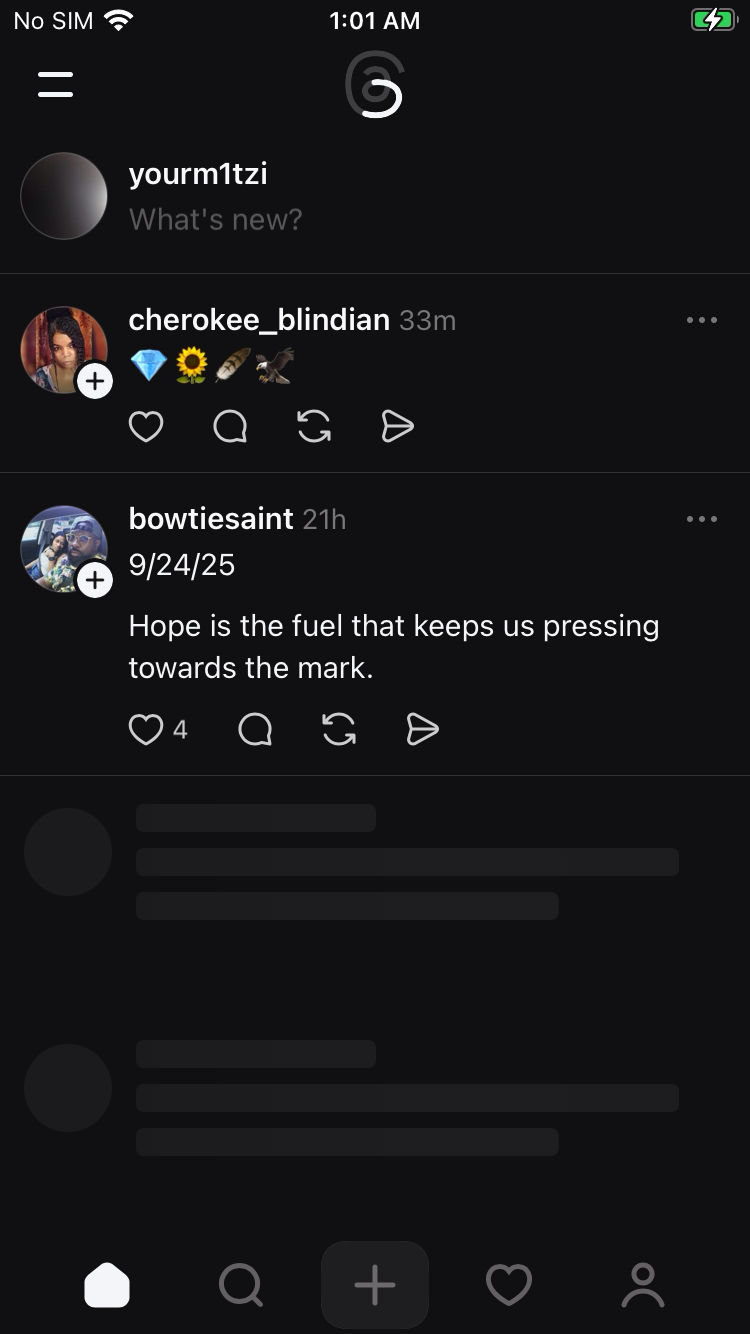 No SIM 1:01 AM
yourm1tzi
What's new?
cherokee_blindian 33m
💎🌻🪶🦅
bowtiesaint 21h
9/24/25
Hope is the fuel that keeps us pressing
towards the mark.
4